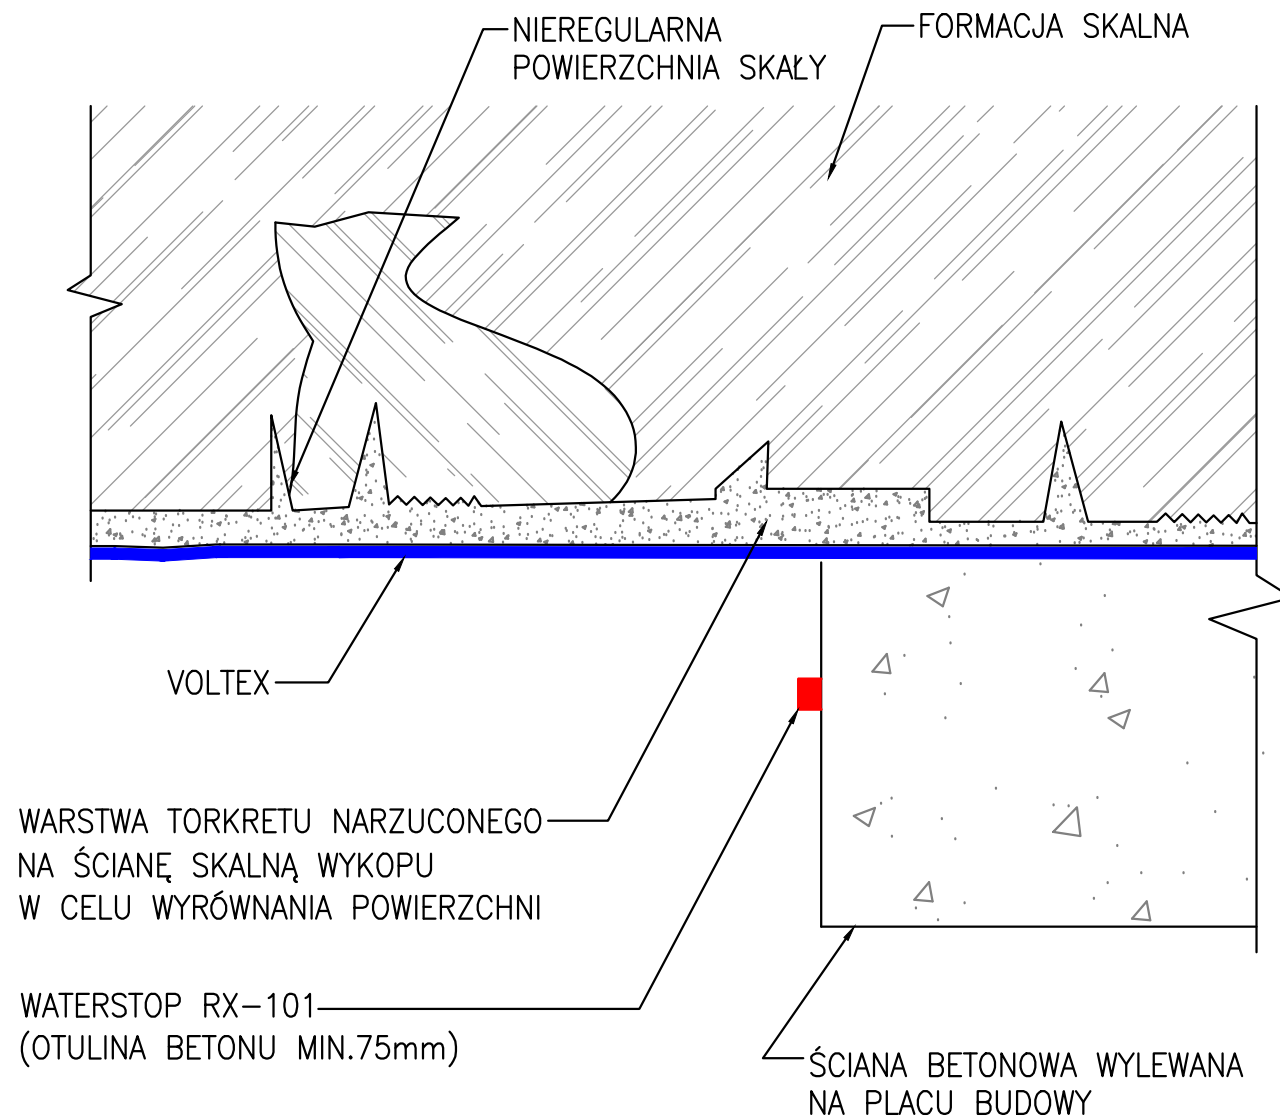 NIEREGULARNA
POWIERZCHNIA SKAŁY
FORMACJA SKALNA
VOLTEX
WARSTWA TORKRETU NARZUCONEGO
NA ŚCIANĘ SKALNĄ WYKOPU
W CELU WYRÓWNANIA POWIERZCHNI
WATERSTOP RX-101
(OTULINA BETONU MIN.75mm)
ŚCIANA BETONOWA WYLEWANA
NA PLACU BUDOWY